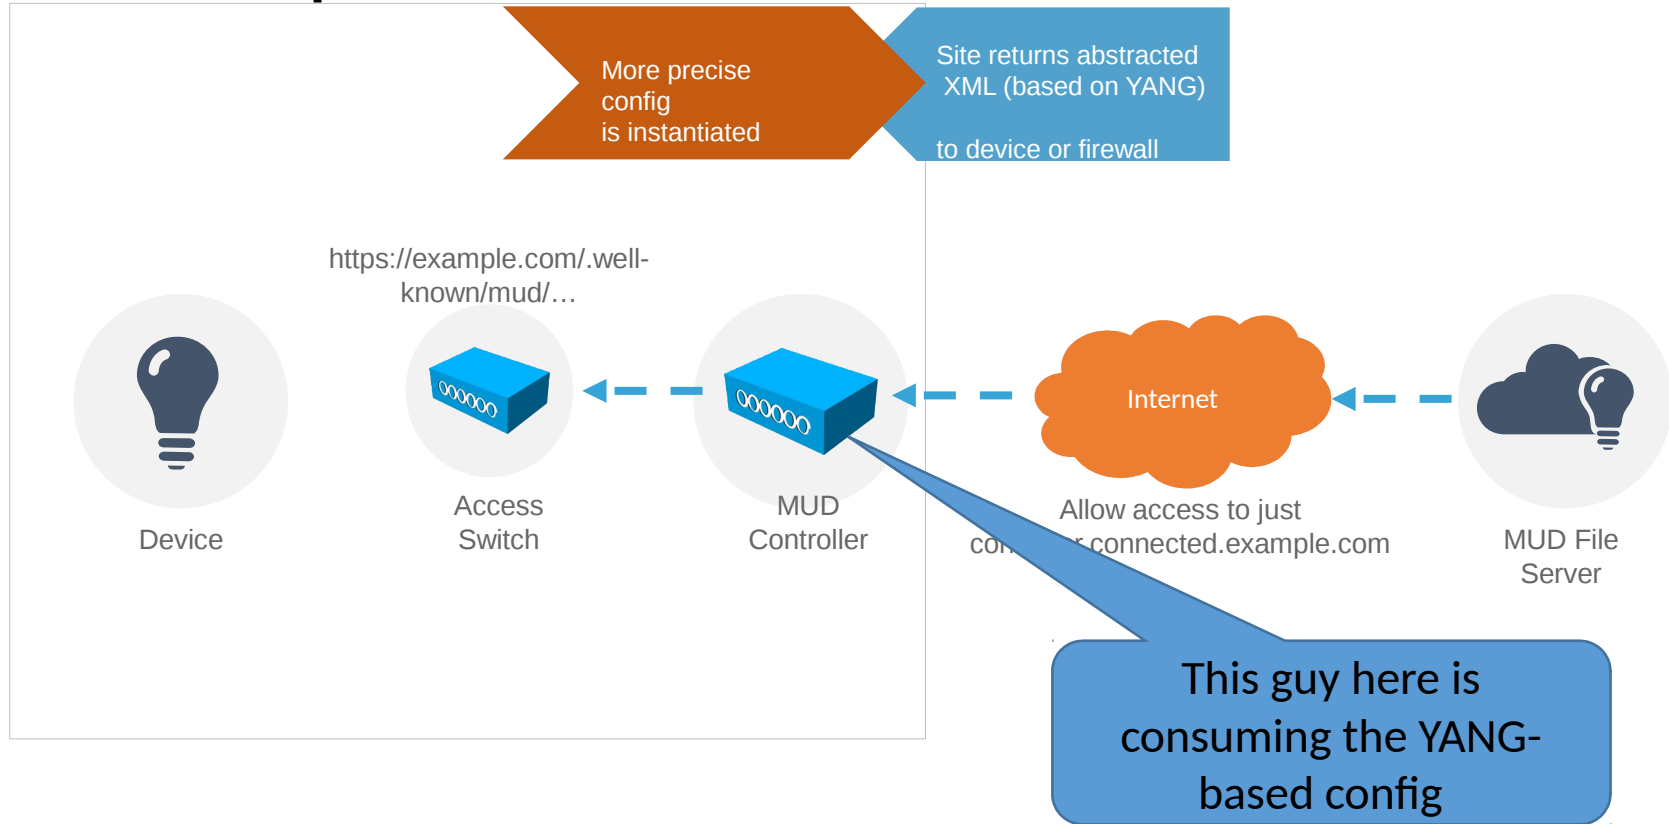 More precise
config
is instantiated
Site returns abstracted
XML (based on YANG)
to device or firewall
https://example.com/.well-
known/mud/…
Internet
Device
Access
Switch
MUD
Controller
Allow access to just
connected.example.com
MUD File
Server
This guy here is
consuming the YANG-
based config